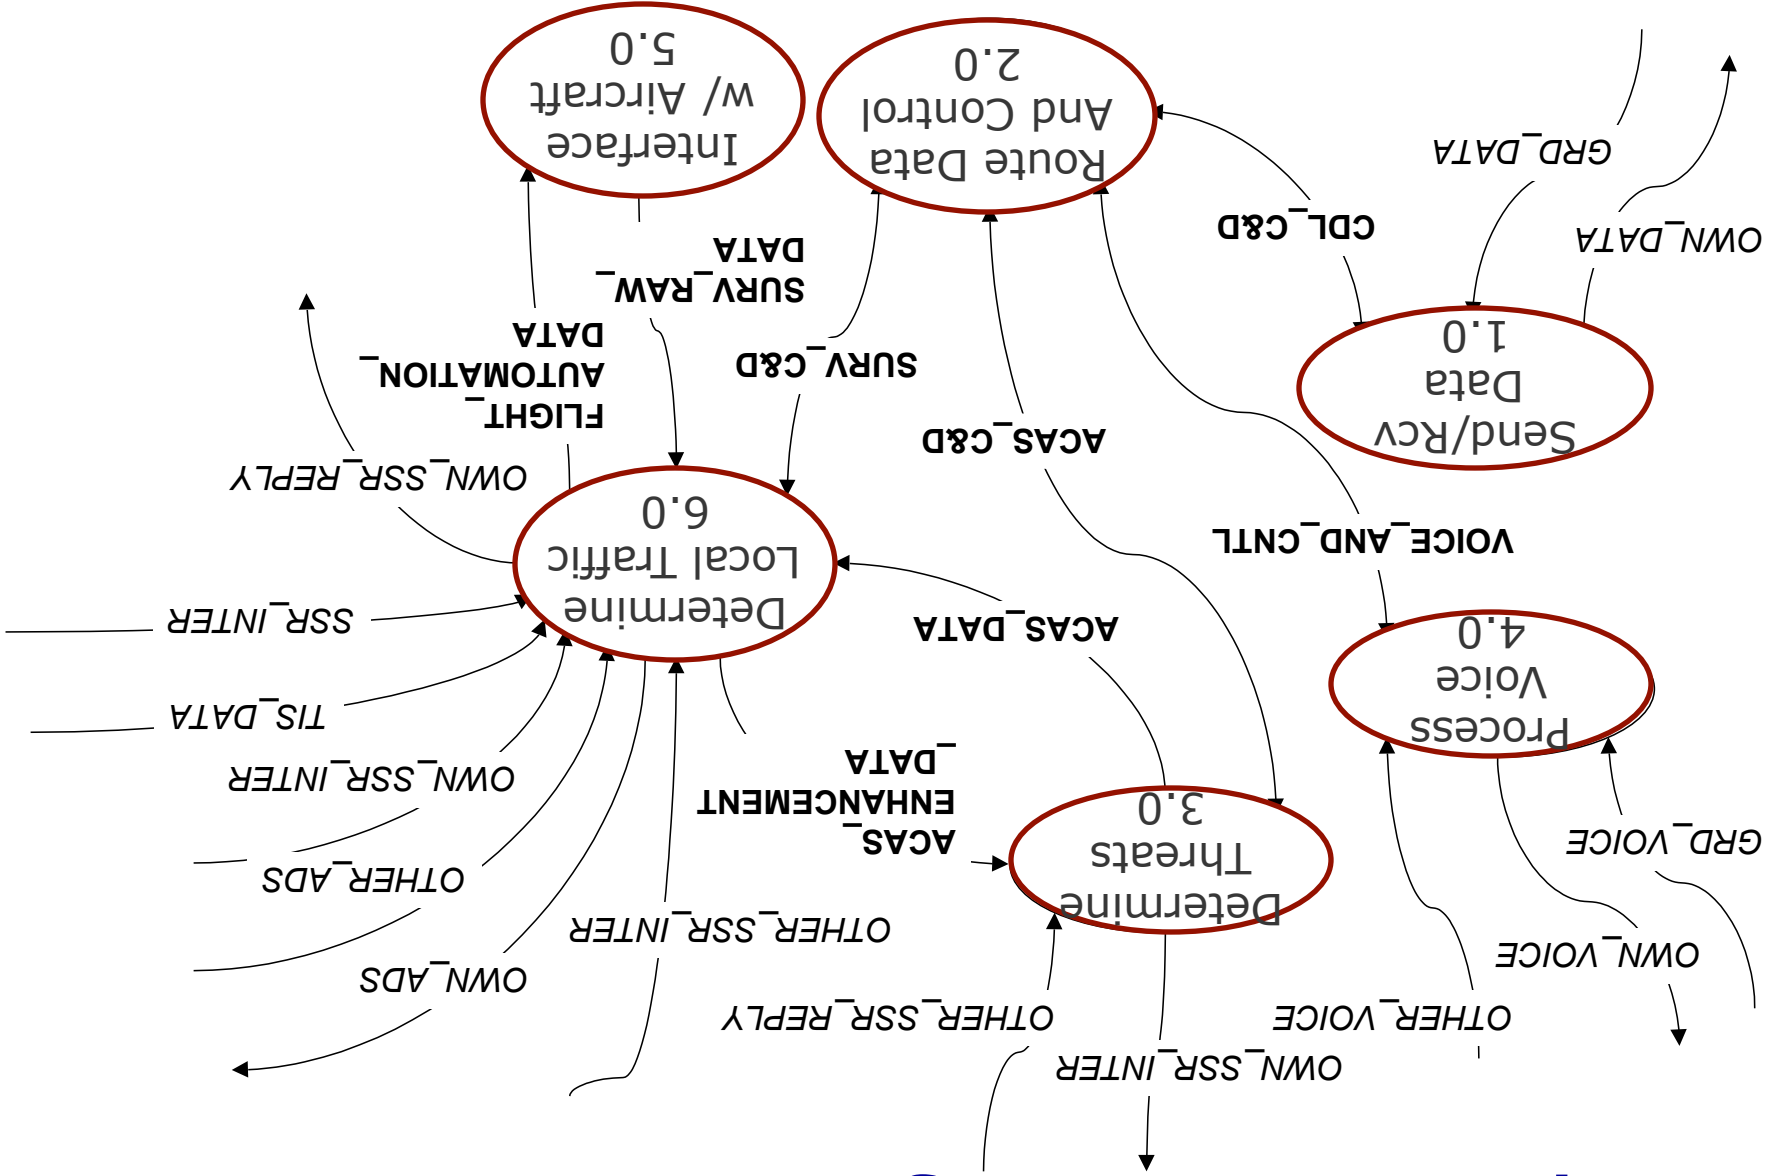 OWN_SSR_INTER
OTHER_VOICE
OTHER_SSR_REPLY
OWN_VOICE
OWN_ADS
OTHER_SSR_INTER
GRD_VOICE
Determine
Threats
3.0
ACAS_
ENHANCEMENT
_DATA
OTHER_ADS
OWN_SSR_INTER
Process
Voice
4.0
TIS_DATA
ACAS_DATA
SSR_INTER
Determine
Local Traffic
6.0
VOICE_AND_CNTL
OWN_SSR_REPLY
ACAS_C&D
Send/Rcv
Data
1.0
FLIGHT_
AUTOMATION_
DATA
SURV_C&D
SURV_RAW_
DATA
OWN_DATA
CDL_C&D
GRD_DATA
Route Data
And Control
2.0
Interface
w/ Aircraft
5.0